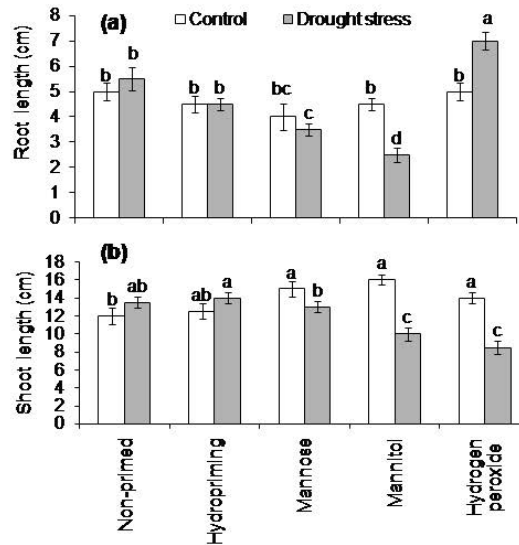 (a)
Control
Drought stress
Root length (cm)
8
7
6
5
4
3
2
1
0
b
b
b
b
bc
c
b
d
b
a
(b)
Shoot length (cm)
18
16
14
12
10
8
6
4
2
0
b
ab
ab
a
a
b
a
c
a
c
Non-primed
Hydropriming
Mannose
Mannitol
Hydrogen
peroxide